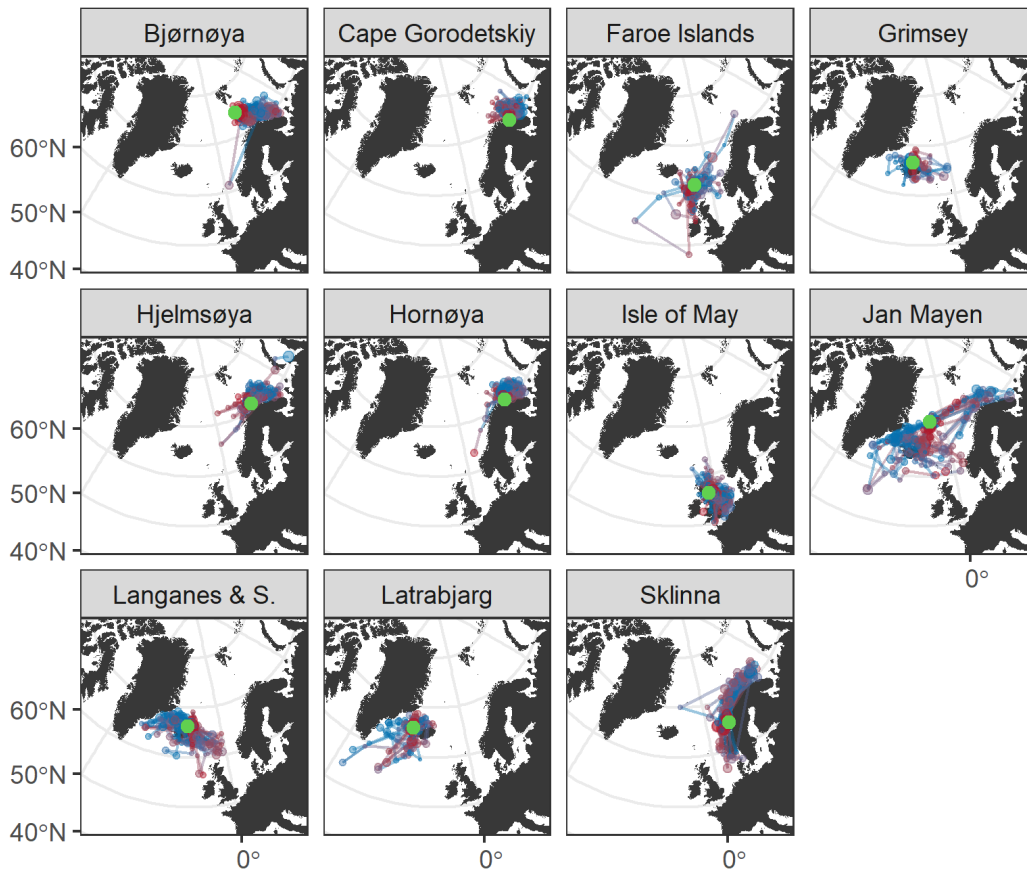 Bjørnøya Cape Gorodetskiy Faroe Islands Grimsey
60°N
50°N
40°N
Hjelmsøya Hornøya Isle of May Jan Mayen
60°N
50°N
40°N
0°
Langanes & S. Latrabjarg Sklinna
60°N
50°N
40°N
0° 0° 0°